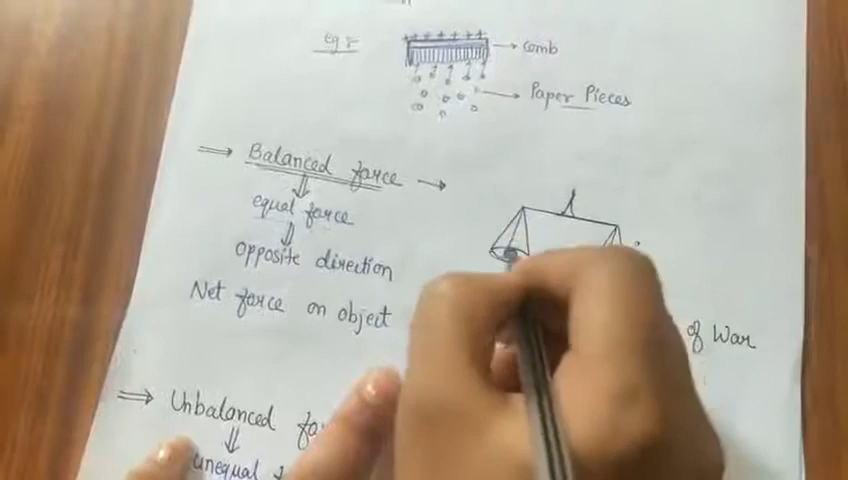 eg :-
++++++++
→ Comb
→ Paper Pieces
⇒ Balanced force →
⇓
equal force
⇓
opposite direction
Net force on object
of War
⇒ Unbalanced
⇓
unequal